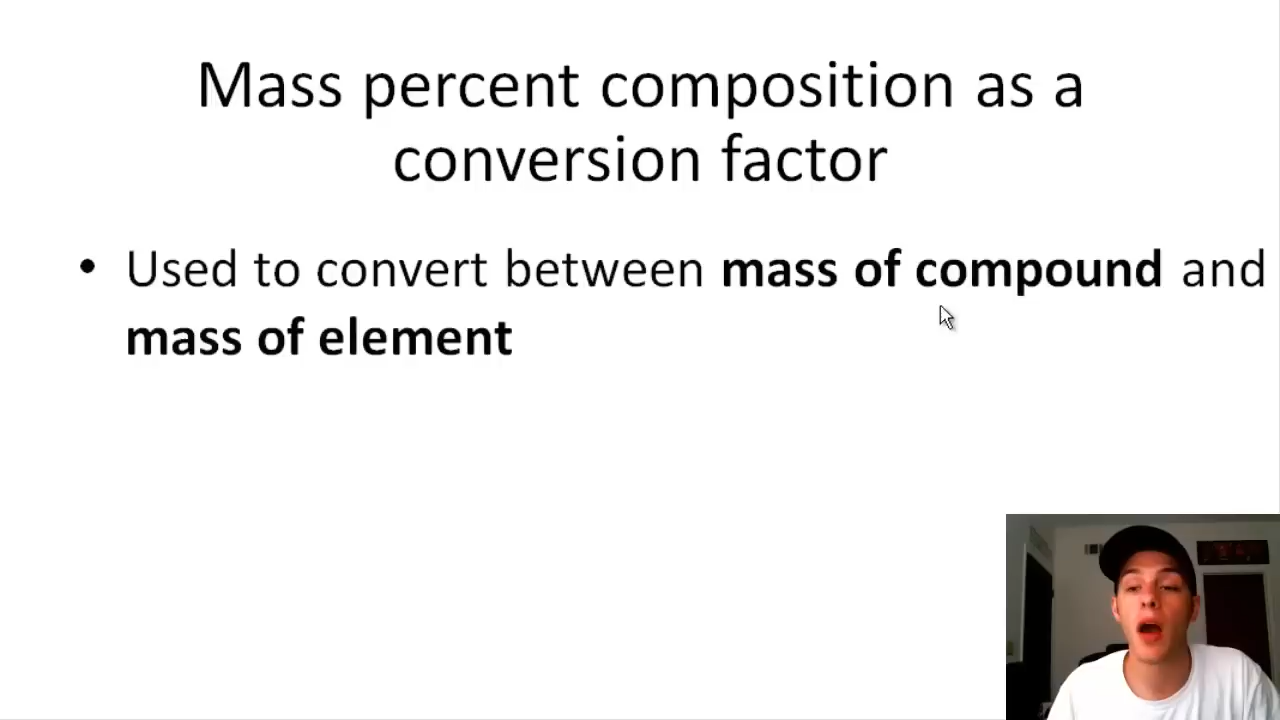 Mass percent composition as a
conversion factor
• Used to convert between mass of compound and
mass of element